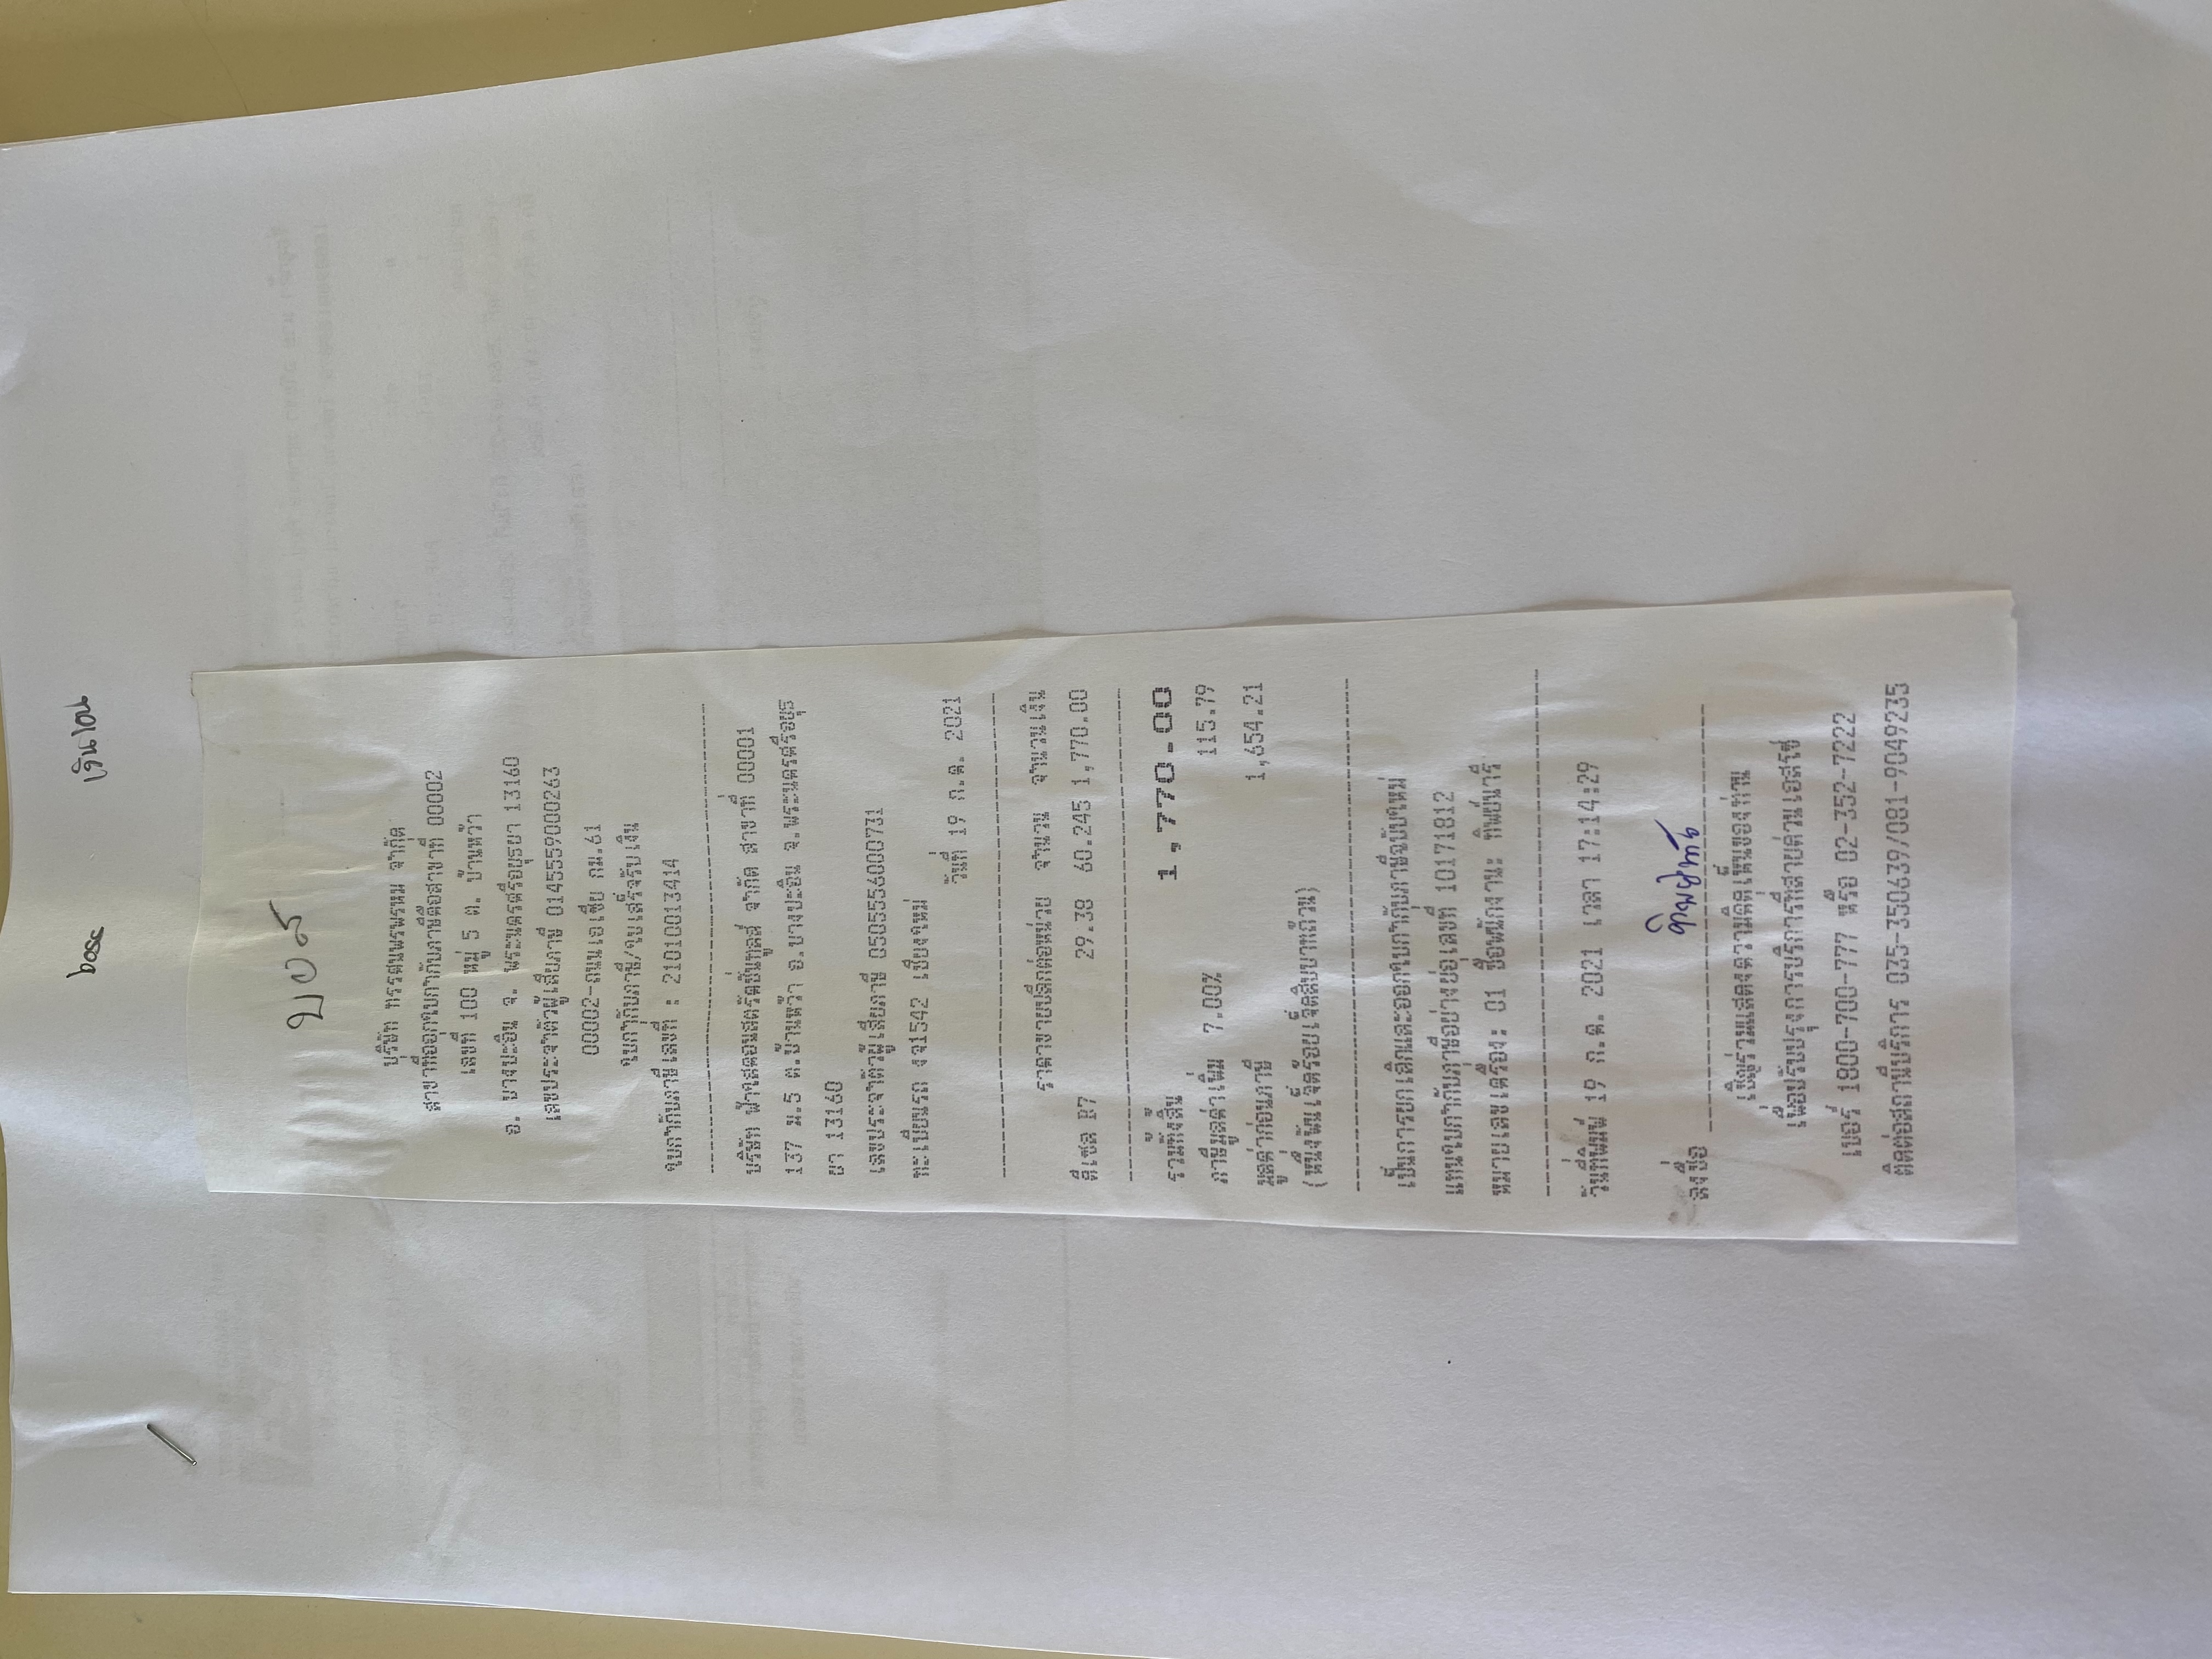 boss เงินโอน
บอส
บริษัท ทรรศนพรพรหม จำกัด
สาขาที่ออกใบกำกับภาษีคือสาขาที่ 00002
เลขที่ 100 หมู่ 5 ต. บ้านหว้า
อ. บางปะอิน จ. พระนครศรีอยุธยา 13160
เลขประจำตัวผู้เสียภาษี 0145559000263
00002-ถนนเอเซีย กม.61
ใบกำกับภาษี/ใบเสร็จรับเงิน
ใบกำกับภาษีเลขที่ : 21010013414
บริษัท ฟ้าใสคอนสตรัคชั่นทูลส์ จำกัด สาขาที่ 00001
137 ม.5 ต.บ้านหว้า อ.บางปะอิน จ.พระนครศรีอยุธ
ยา 13160
เลขประจำตัวผู้เสียภาษี 0505556000731
ทะเบียนรถ งจ1542 เชียงใหม่
วันที่ 19 ก.ค. 2021
ราคาขายปลีกต่อหน่วย จำนวน จำนวนเงิน
ดีเซล B7 29.38 60.245 1,770.00
รวมทั้งสิ้น 1,770.00
ภาษีมูลค่าเพิ่ม 7.00% 115.79
มูลค่าก่อนภาษี 1,654.21
(หนึ่งพันเจ็ดร้อยเจ็ดสิบบาทถ้วน)
เป็นการยกเลิกและออกใบกำกับภาษีฉบับใหม่
แทนใบกำกับภาษีอย่างย่อเลขที่ 10171812
หมายเลขเครื่อง: 01 ชื่อพนักงาน: ทิพย์นารี
วันที่พิมพ์ 19 ก.ค. 2021 เวลา 17:14:29
ทิพย์นารี
ลงชื่อ
เชิญร่วมแสดงความคิดเห็นของท่าน
เพื่อปรับปรุงการบริการที่สายด่วนเอสโซ่
เบอร์ 1800-700-777 หรือ 02-352-7222
ติดต่อสถานีบริการ 035-350639/081-9049235